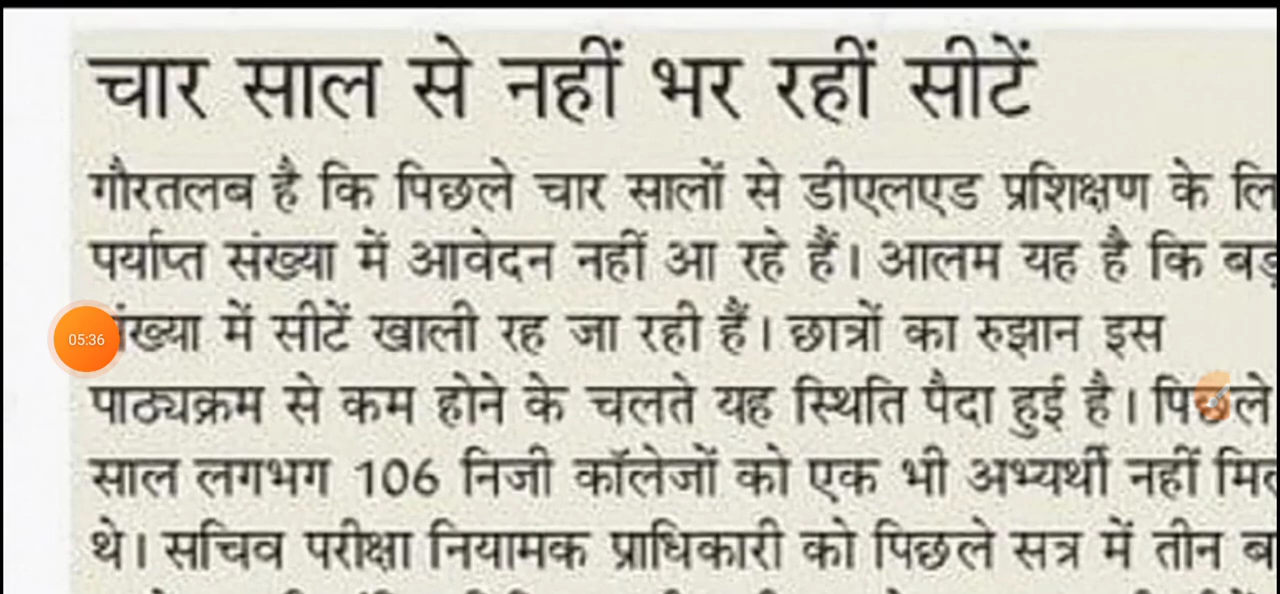 चार साल से नहीं भर रहीं सीटें
गौरतलब है कि पिछले चार सालों से डीएलएड प्रशिक्षण के लि
पर्याप्त संख्या में आवेदन नहीं आ रहे हैं। आलम यह है कि
05:36
में सीटें खाली रह जा रही हैं। छात्रों का रुझान इस
पाठ्यक्रम से कम होने के चलते यह स्थिति पैदा हुई है। पिछले
साल लगभग 106 निजी कॉलेजों को एक भी अभ्यर्थी नहीं
थे। सचिव परीक्षा नियामक प्राधिकारी को पिछले सत्र में तीन ब